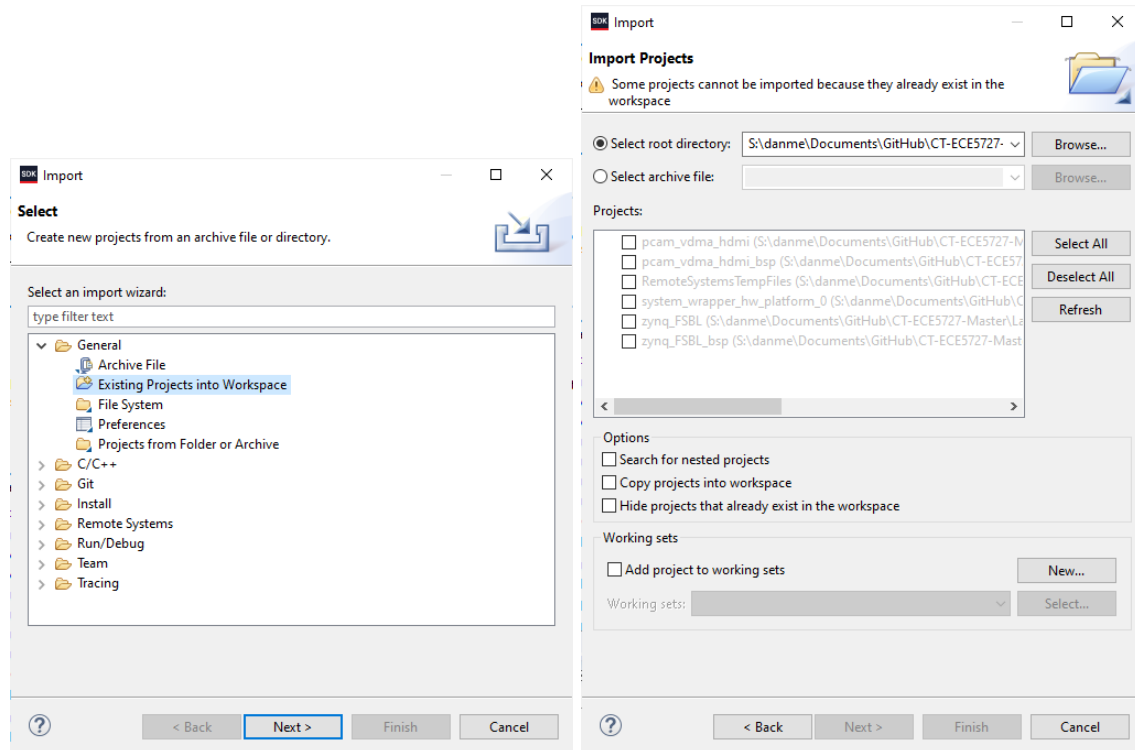 SDK Import
Select
Create new projects from an archive file or directory.
Select an import wizard:
type filter text
General
Archive File
Existing Projects into Workspace
File System
Preferences
Projects from Folder or Archive
C/C++
Git
Install
Remote Systems
Run/Debug
Team
Tracing
? < Back Next > Finish Cancel
SDK Import
Import Projects
Some projects cannot be imported because they already exist in the
workspace
Select root directory: S:\danme\Documents\GitHub\CT-ECE5727- Browse...
Select archive file: Browse...
Projects:
pcam_vdma_hdmi (S:\danme\Documents\GitHub\CT-ECE5727-M
pcam_vdma_hdmi_bsp (S:\danme\Documents\GitHub\CT-ECE57
RemoteSystemsTempFiles (S:\danme\Documents\GitHub\CT-ECE
system_wrapper_hw_platform_0 (S:\danme\Documents\GitHub\C
zynq_FSBL (S:\danme\Documents\GitHub\CT-ECE5727-Master\La
zynq_FSBL_bsp (S:\danme\Documents\GitHub\CT-ECE5727-Mast
Select All
Deselect All
Refresh
Options
Search for nested projects
Copy projects into workspace
Hide projects that already exist in the workspace
Working sets
Add project to working sets New...
Working sets: Select...
? < Back Next > Finish Cancel